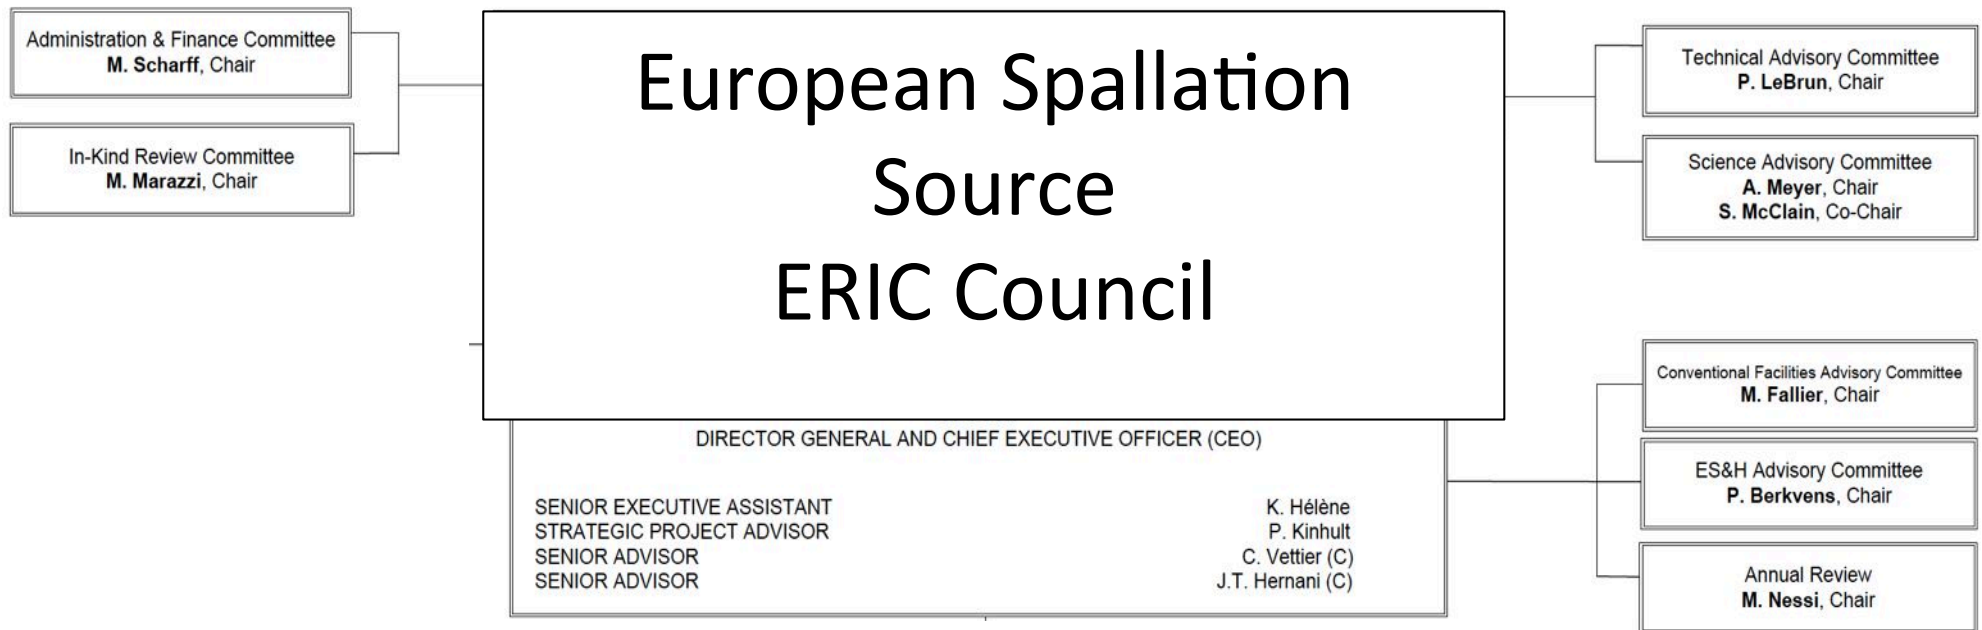 Administration & Finance Committee
M. Scharff, Chair
In-Kind Review Committee
M. Marazzi, Chair
European Spallation
Source
ERIC Council
Technical Advisory Committee
P. LeBrun, Chair
Science Advisory Committee
A. Meyer, Chair
S. McClain, Co-Chair
DIRECTOR GENERAL AND CHIEF EXECUTIVE OFFICER (CEO)
SENIOR EXECUTIVE ASSISTANT K. Hélène
STRATEGIC PROJECT ADVISOR P. Kinhult
SENIOR ADVISOR C. Vettier (C)
SENIOR ADVISOR J.T. Hernani (C)
Conventional Facilities Advisory Committee
M. Fallier, Chair
ES&H Advisory Committee
P. Berkvens, Chair
Annual Review
M. Nessi, Chair